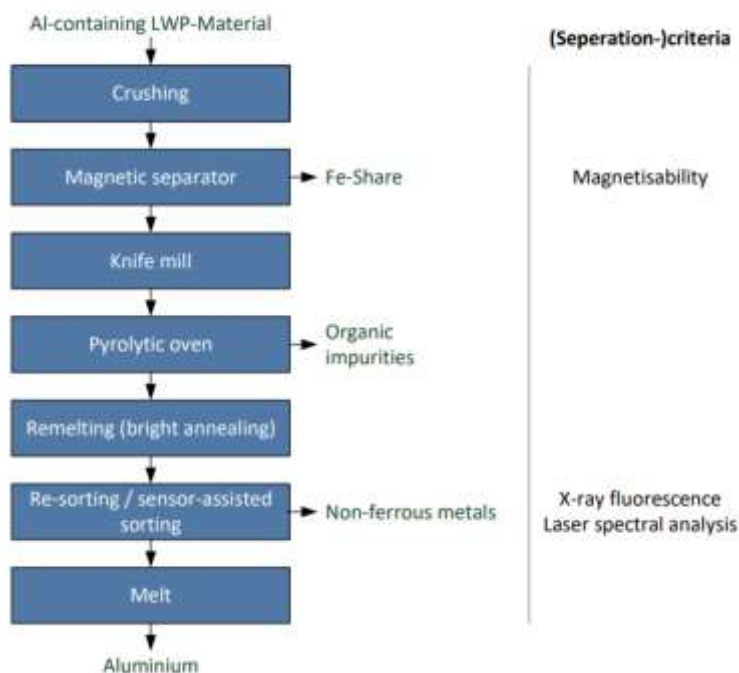 Al-containing LWP-Material
(Seperation-)criteria
Crushing
Magnetic separator
Fe-Share
Magnetisability
Knife mill
Pyrolytic oven
Organic
impurities
Remelting (bright annealing)
Re-sorting / sensor-assisted
sorting
Non-ferrous metals
X-ray fluorescence
Laser spectral analysis
Melt
Aluminium